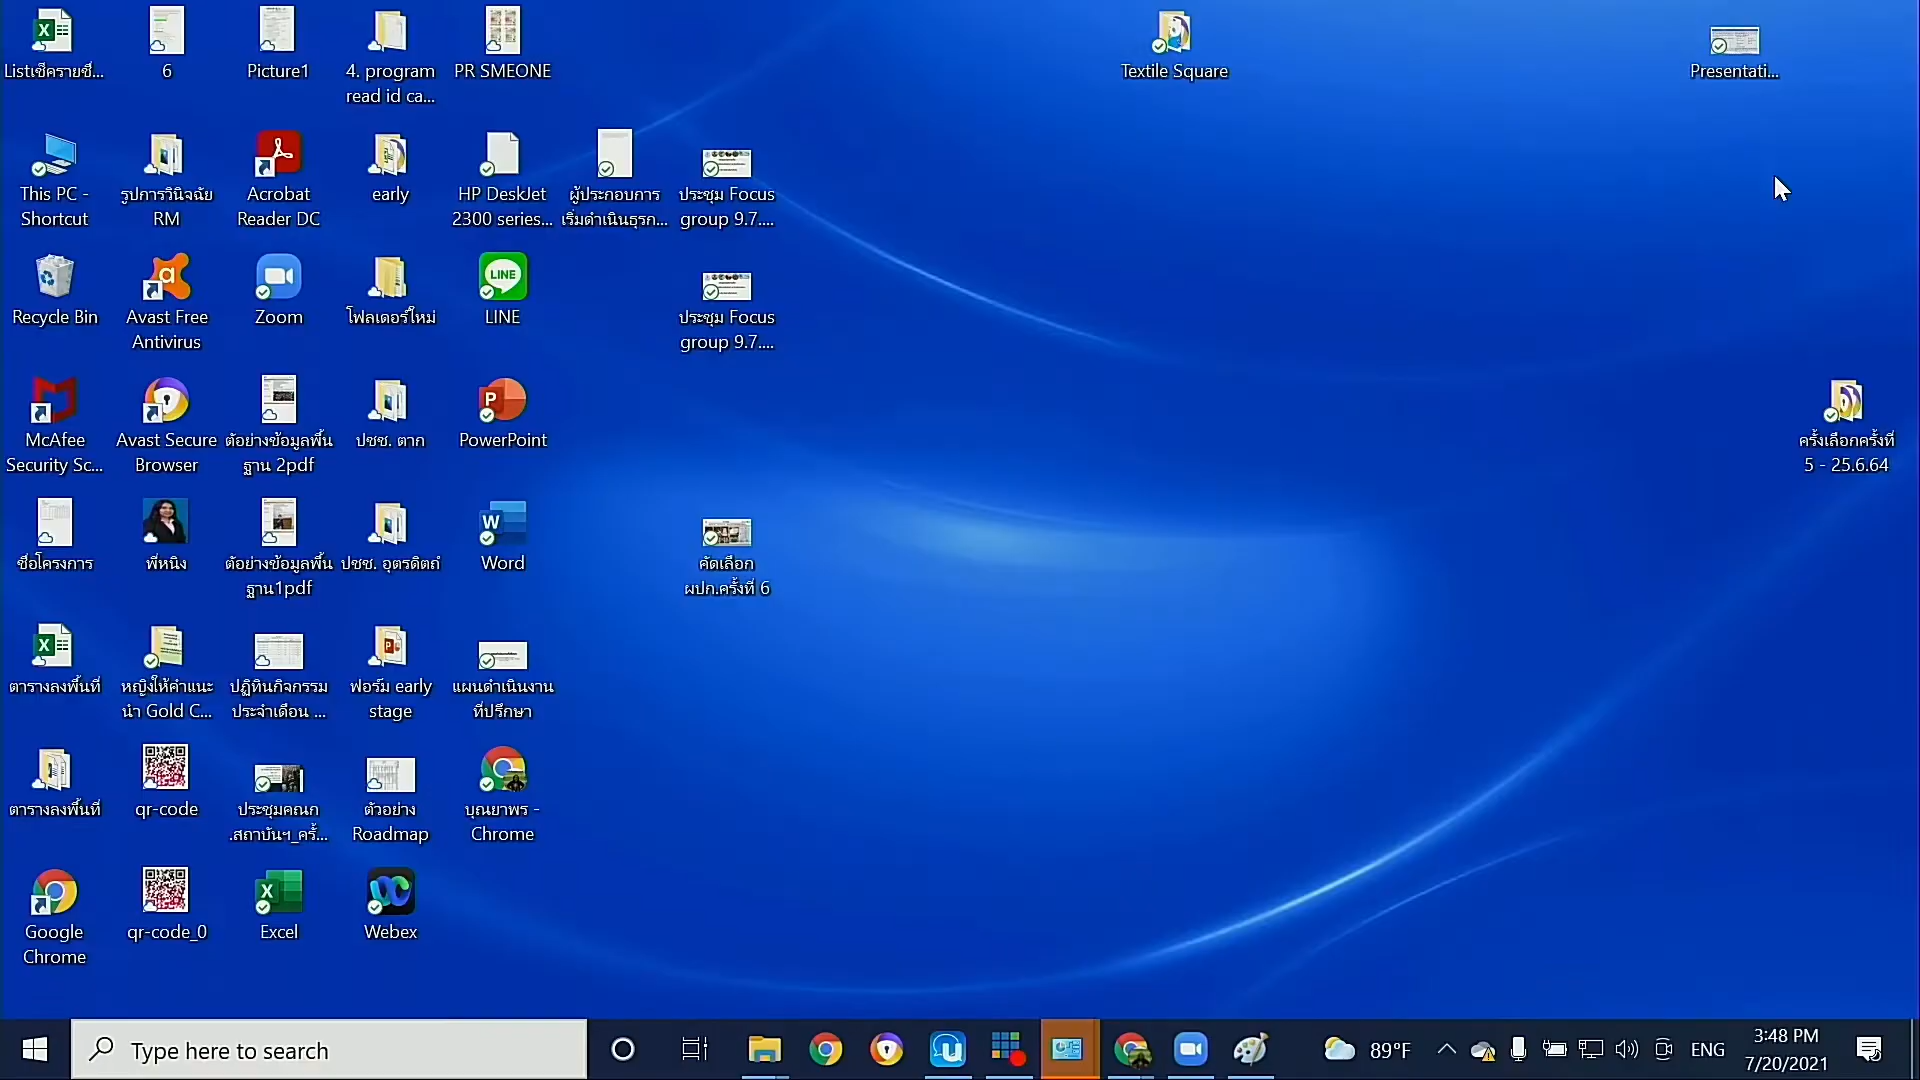 Listเช็ครายชื่...
6
Picture1
4. program
read id ca...
PR SMEONE
Textile Square
Presentati...
This PC -
Shortcut
รูปการวินิจฉัย
RM
Acrobat
Reader DC
early
HP DeskJet
2300 series...
ผู้ประกอบการ
เริ่มดำเนินธุรก...
ประชุม Focus
group 9.7....
Recycle Bin
Avast Free
Antivirus
Zoom
โฟลเดอร์ใหม่
LINE
LINE
ประชุม Focus
group 9.7....
McAfee
Security Sc...
Avast Secure
Browser
ตัวอย่างข้อมูลพื้น
ฐาน 2pdf
ปชช. ตาก
PowerPoint
ครั้งเลือกครั้งที่
5 - 25.6.64
ชื่อโครงการ
พี่หนิง
ตัวอย่างข้อมูลพื้น
ฐาน1pdf
ปชช. อุตรดิตถ์
Word
คัดเลือก
ผปก.ครั้งที่ 6
ตารางลงพื้นที่
หญิงให้คำแนะ
นำ Gold C...
ปฏิทินกิจกรรม
ประจำเดือน ...
ฟอร์ม early
stage
แผนดำเนินงาน
ที่ปรึกษา
ตารางลงพื้นที่
qr-code
ประชุมคณก
.สถาบันฯ_ครั้...
ตัวอย่าง
Roadmap
บุณยาพร -
Chrome
Google
Chrome
qr-code_0
Excel
Webex
Type here to search
89°F
ENG
3:48 PM
7/20/2021